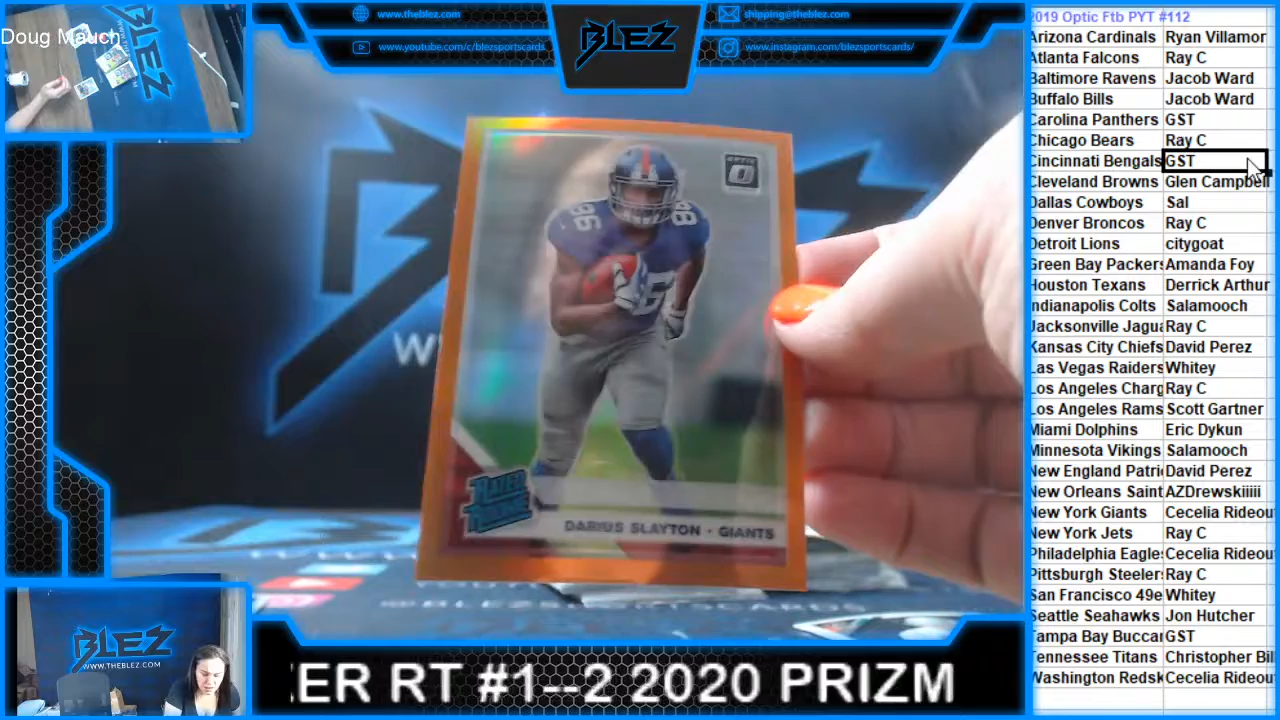 Doug Mauch
www.theblez.com
www.youtube.com/c/blezsportscards
BLEZ
shipping@theblez.com
www.instagram.com/blezsportscards/
OPTIC
86
86
DARIUS SLAYTON • GIANTS
RATED
ROOKIE
BLEZ
WWW.THEBLEZ.COM
ER RT #1--2 2020 PRIZM
2019 Optic Ftb PYT #112
Arizona Cardinals Ryan Villamor
Atlanta Falcons Ray C
Baltimore Ravens Jacob Ward
Buffalo Bills Jacob Ward
Carolina Panthers GST
Chicago Bears Ray C
Cincinnati Bengals GST
Cleveland Browns Glen Campbell
Dallas Cowboys Sal
Denver Broncos Ray C
Detroit Lions citygoat
Green Bay Packers Amanda Foy
Houston Texans Derrick Arthur
Indianapolis Colts Salamooch
Jacksonville Jagua Ray C
Kansas City Chiefs David Perez
Las Vegas Raiders Whitey
Los Angeles Charg Ray C
Los Angeles Rams Scott Gartner
Miami Dolphins Eric Dykun
Minnesota Vikings Salamooch
New England Patri David Perez
New Orleans Saint AZDrewskiiiii
New York Giants Cecelia Rideou
New York Jets Ray C
Philadelphia Eagles Cecelia Rideou
Pittsburgh Steelers Ray C
San Francisco 49e Whitey
Seattle Seahawks Jon Hutcher
Tampa Bay Buccar GST
Tennessee Titans Christopher Bil
Washington Redsk Cecelia Rideou